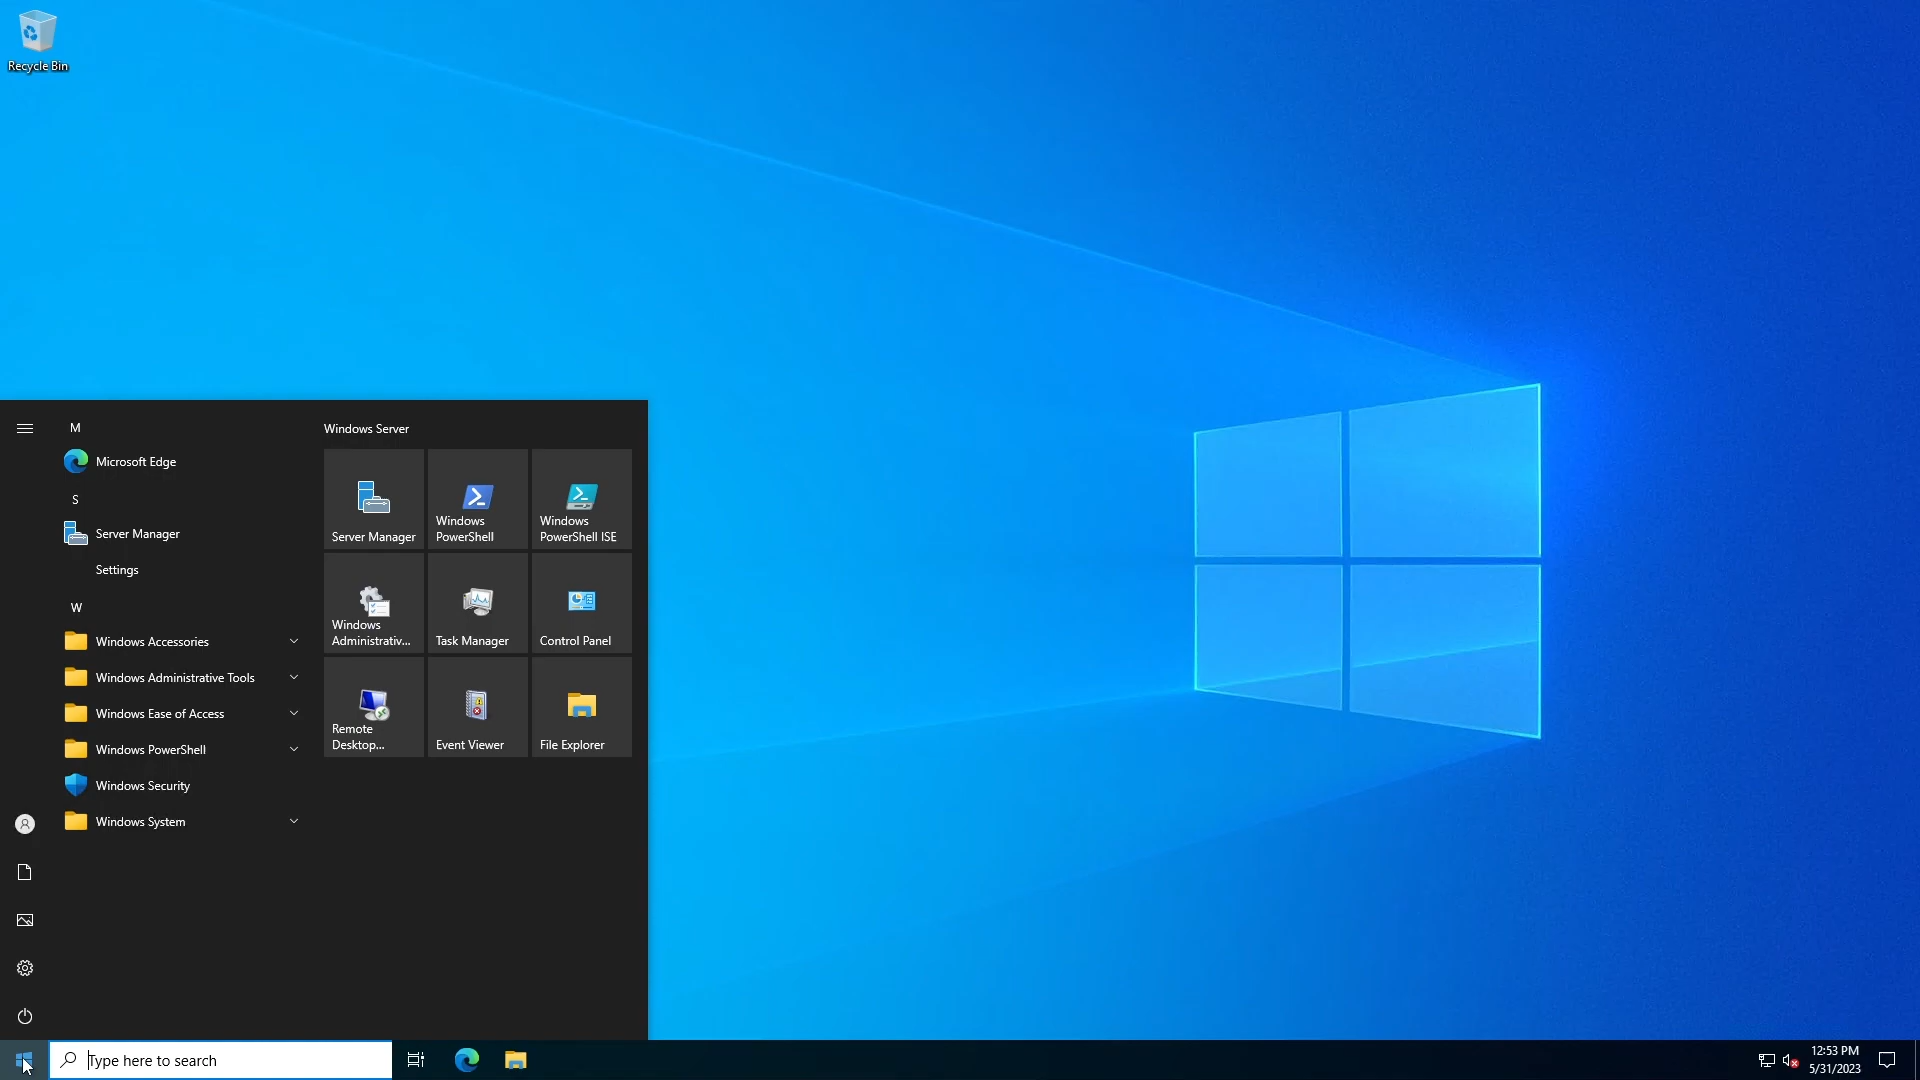 Recycle Bin
M
Microsoft Edge
S
Server Manager
Settings
W
Windows Accessories
Windows Administrative Tools
Windows Ease of Access
Windows PowerShell
Windows Security
Windows System
Windows Server
Server Manager
Windows
PowerShell
Windows
PowerShell ISE
Windows
Administrativ...
Task Manager
Control Panel
Remote
Desktop...
Event Viewer
File Explorer
Type here to search
12:53 PM
5/31/2023